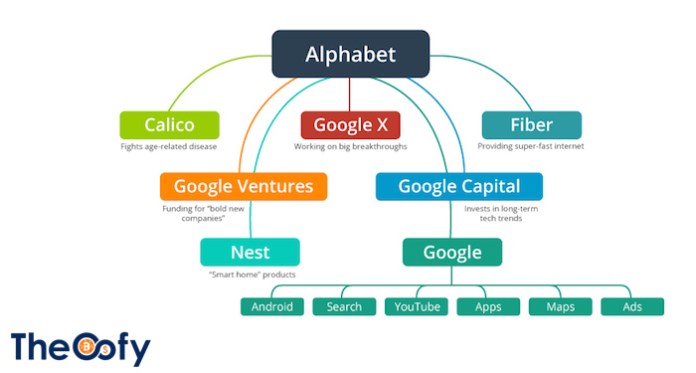 Alphabet
Calico
Fights age-related disease
Google X
Working on big breakthroughs
Fiber
Providing super-fast internet
Google Ventures
Funding for "bold new
companies"
Google Capital
Invests in long-term
tech trends
Nest
"Smart home" products
Google
Android
Search
YouTube
Apps
Maps
Ads
TheOofy